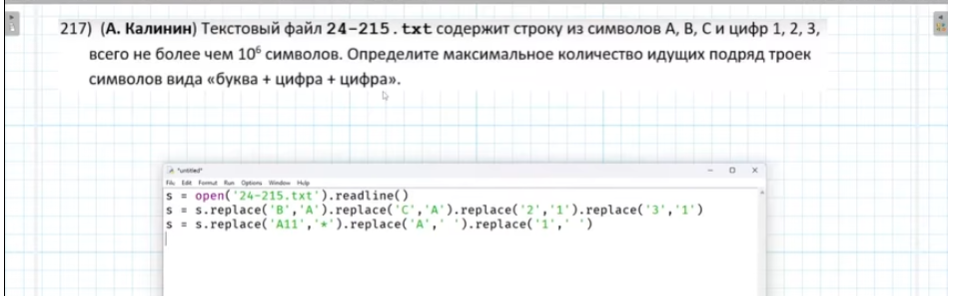 217) (А. Калинин) Текстовый файл 24-215.txt содержит строку из символов A, B, C и цифр 1, 2, 3,
всего не более чем 10⁶ символов. Определите максимальное количество идущих подряд троек
символов вида «буква + цифра + цифра».
*untitled*
File Edit Format Run Options Window Help
s = open('24-215.txt').readline()
s = s.replace('B','A').replace('C','A').replace('2','1').replace('3','1')
s = s.replace('A11','*').replace('A',' ').replace('1',' ')